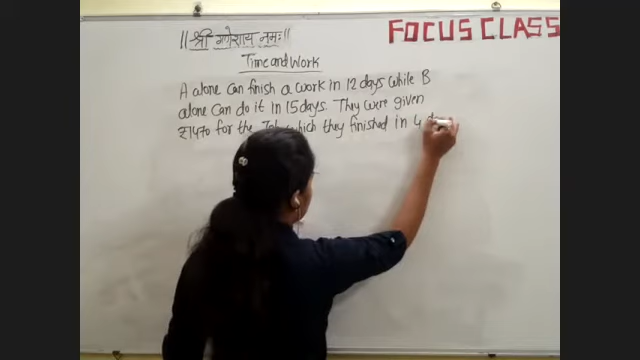 ||श्री गणेशाय नमः||
FOCUS CLASS
Time and Work
A alone can finish a work in 12 days while B
alone can do it in 15 days. They were given
₹1470 for the Job which they finished in 4